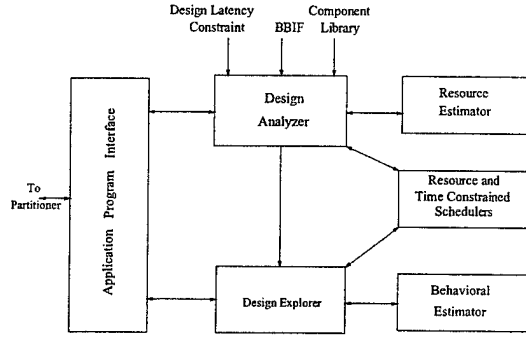 Design Latency
Constraint
BBIF
Component
Library
Design
Analyzer
Resource
Estimator
Application Program Interface
To
Partitioner
Resource and
Time Constrained
Schedulers
Design Explorer
Behavioral
Estimator